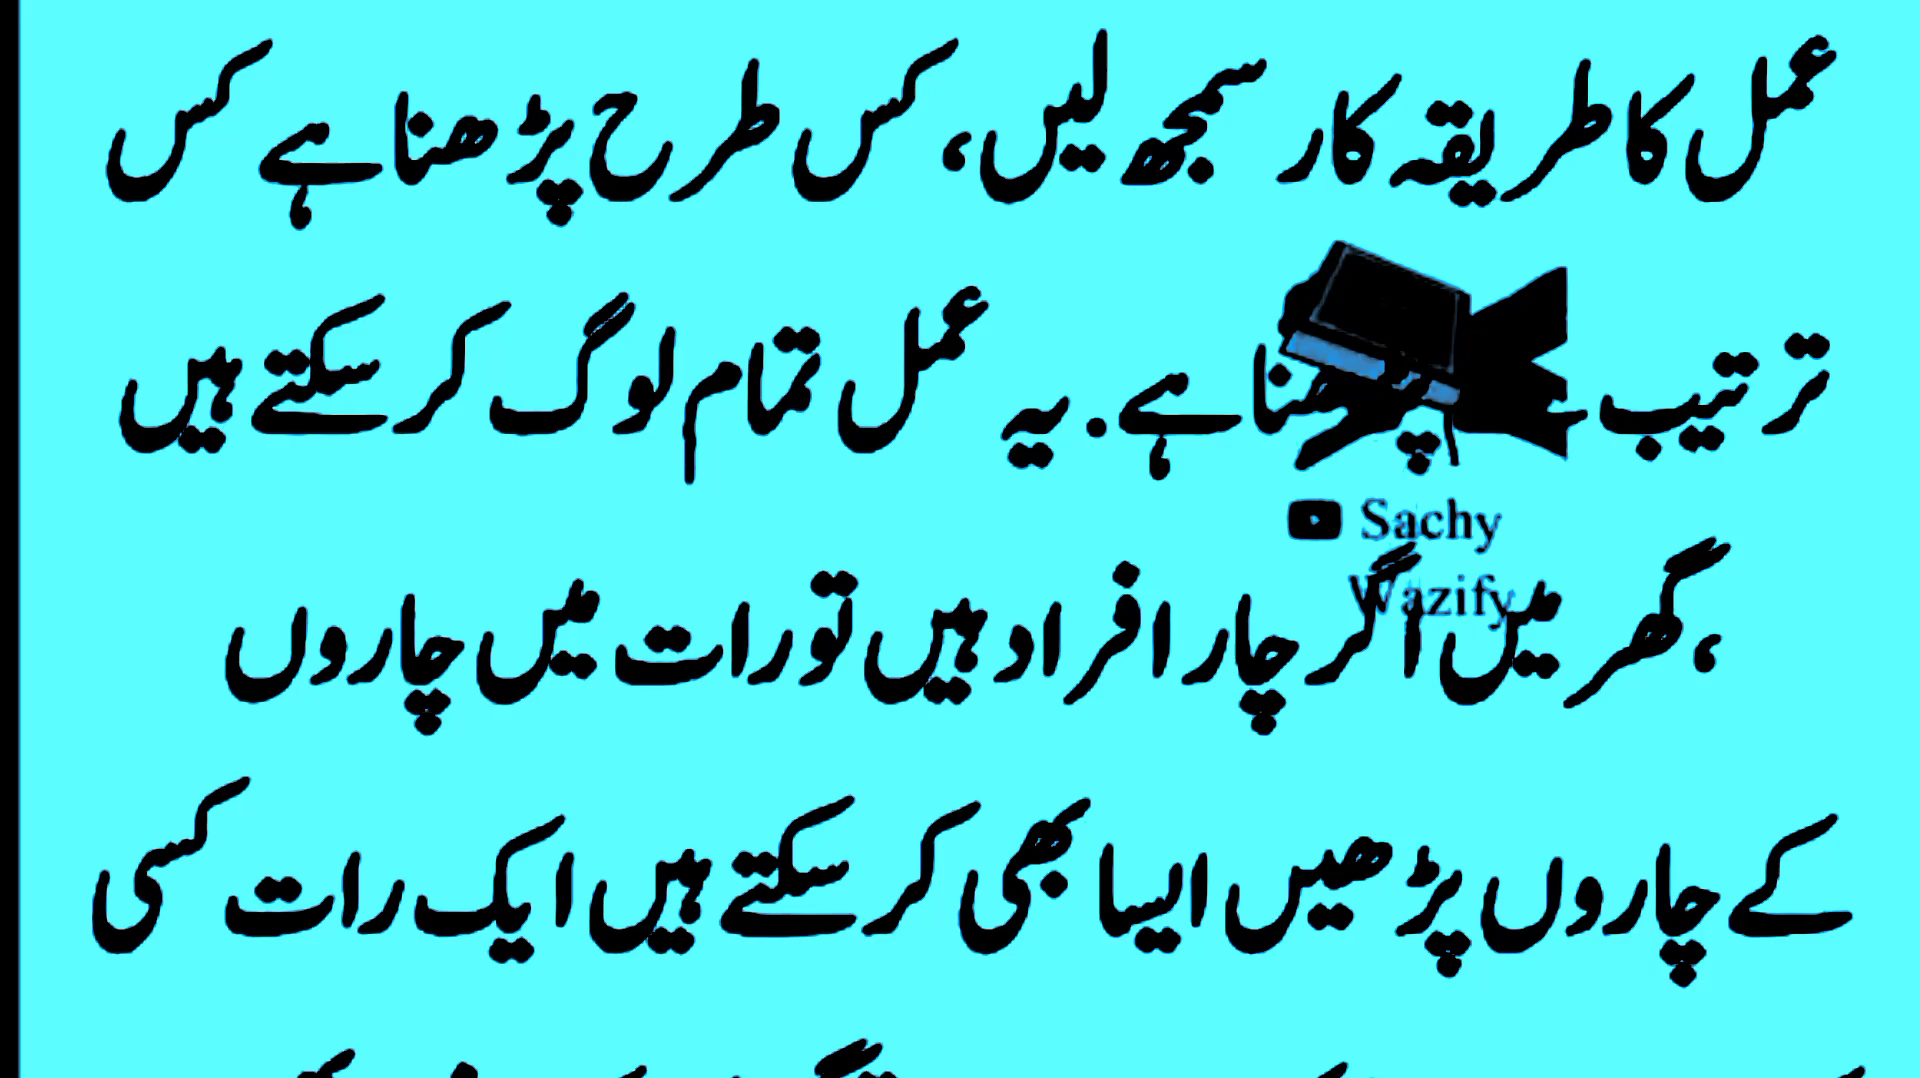 عمل کا طریقہ کار سمجھ لیں، کس طرح پڑھنا ہے کس
ترتیب سے پڑھنا ہے. یہ عمل تمام لوگ کر سکتے ہیں
Sachy
Wazify
،گھر میں اگر چار افراد ہیں تو رات میں چاروں
کے چاروں پڑھیں ایسا بھی کر سکتے ہیں ایک رات کسی